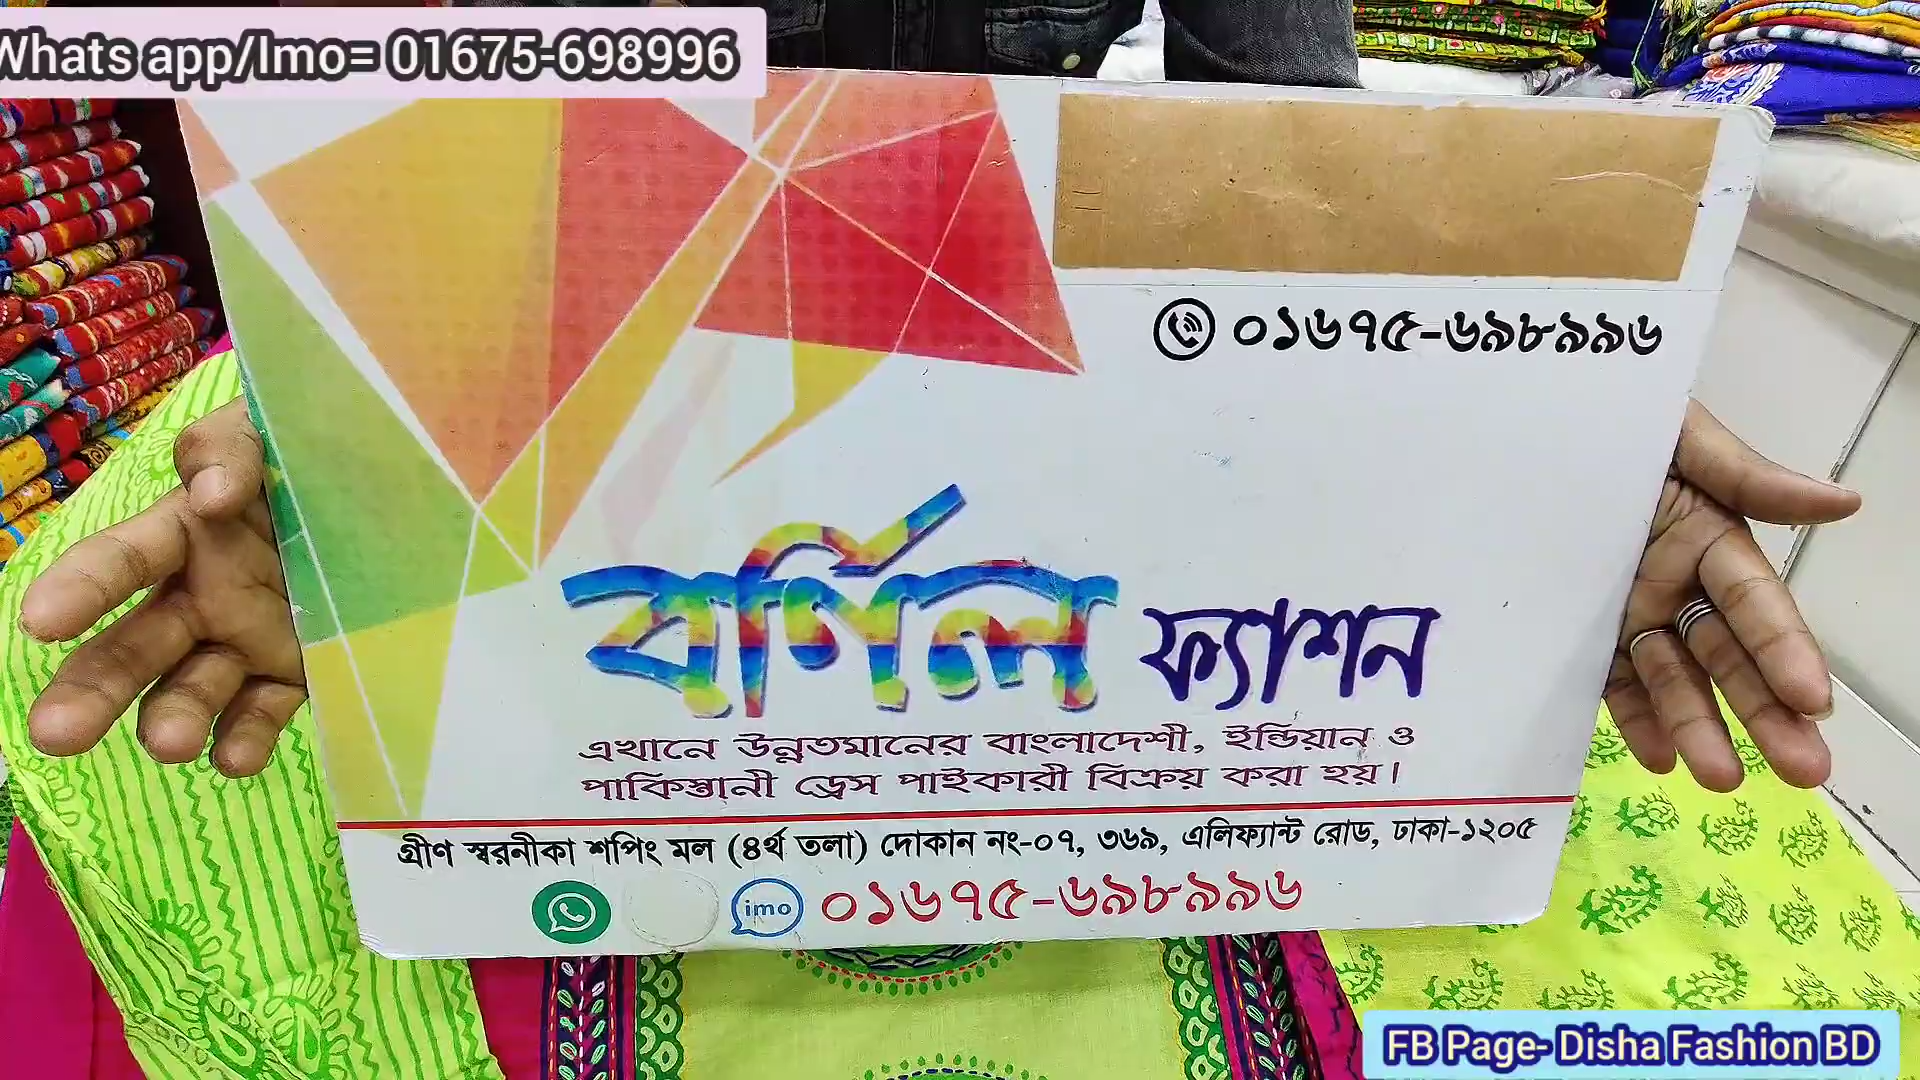 Whats app/Imo= 01675-698996
০১৬৭৫-৬৯৮৯৯৬
বর্ণিল ফ্যাশন
এখানে উন্নতমানের বাংলাদেশী, ইন্ডিয়ান ও
পাকিস্তানী ড্রেস পাইকারী বিক্রয় করা হয়।
গ্রীণ স্বরনীকা শপিং মল (৪র্থ তলা) দোকান নং-০৭, ৩৬৯, এলিফ্যান্ট রোড, ঢাকা-১২০৫
imo ০১৬৭৫-৬৯৮৯৯৬
FB Page- Disha Fashion BD